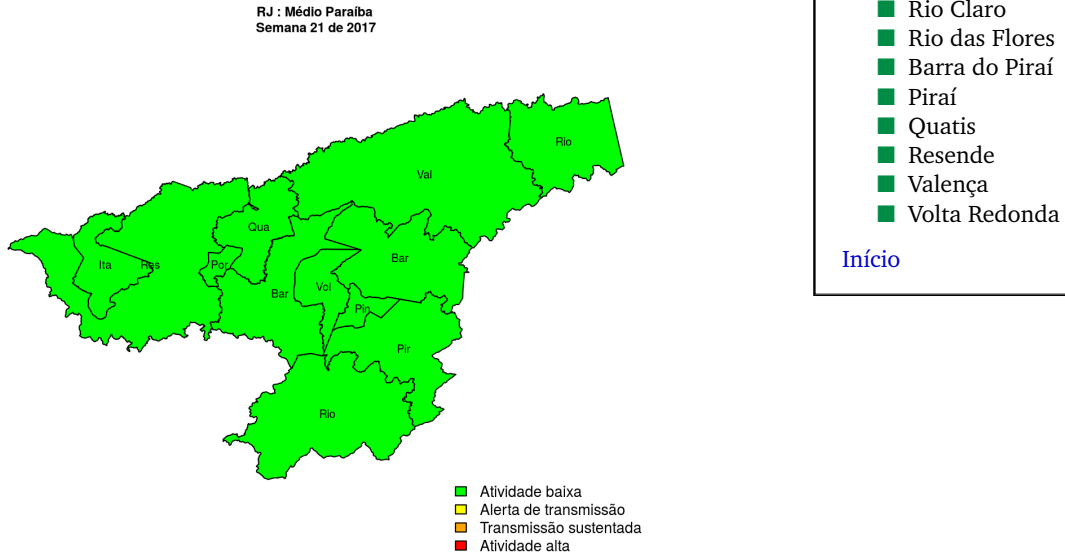 RJ : Médio Paraíba
Semana 21 de 2017
Rio
Val
Qua
Ita
Res
Por
Bar
Bar
Vol
Pin
Pir
Rio
Atividade baixa
Alerta de transmissão
Transmissão sustentada
Atividade alta
Rio Claro
Rio das Flores
Barra do Piraí
Piraí
Quatis
Resende
Valença
Volta Redonda
Início